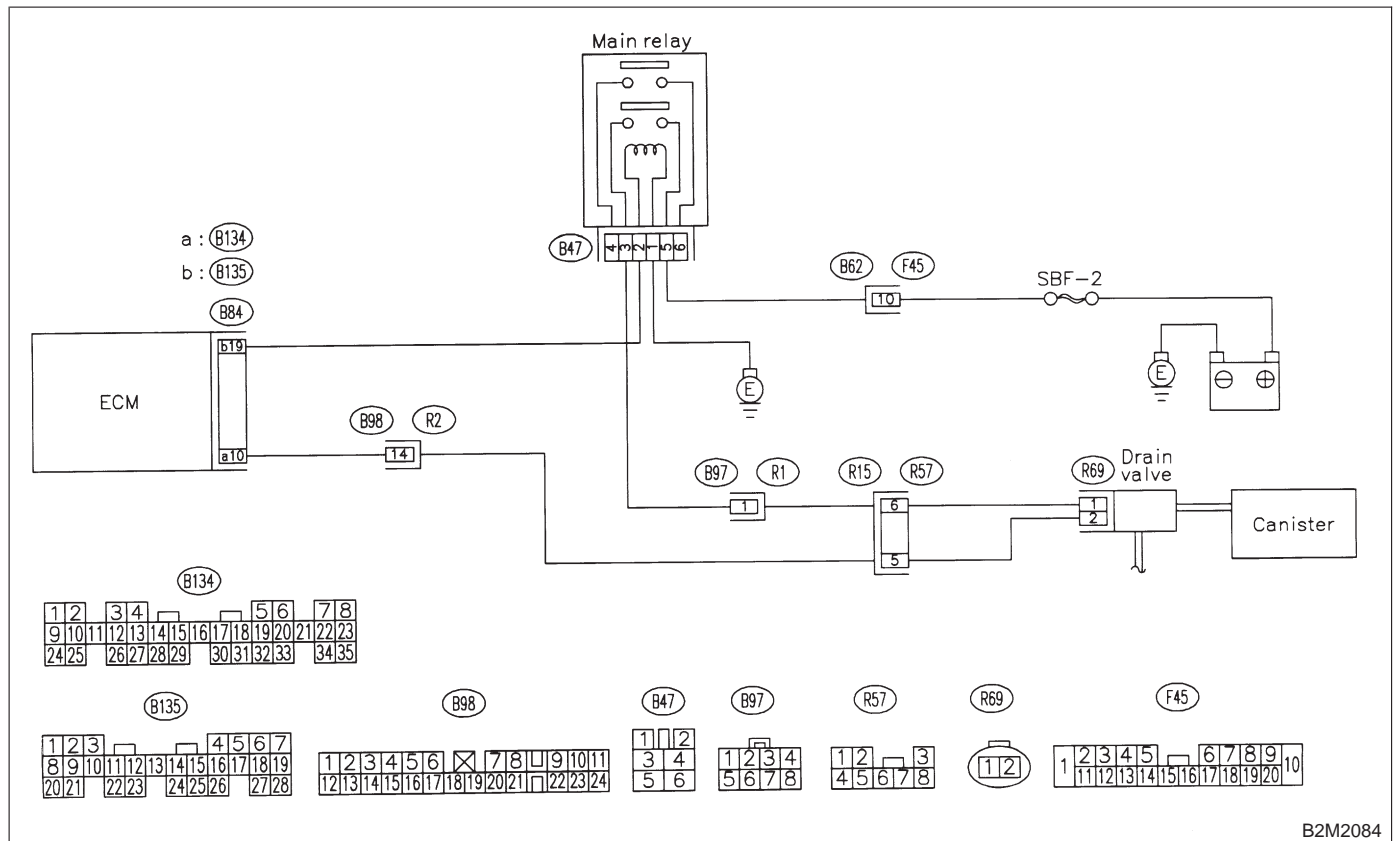 Main relay
4 3 2 1 5 6
B47
a : B134
b : B135
B84
B62 F45
SBF-2
10
b19
ECM
E
E
⊖ ⊕
B98 R2
14
a10
B97 R1 R15 R57 R69 Drain valve
1
6
1
2
Canister
5
B134
1 2 3 4 5 6 7 8
9 10 11 12 13 14 15 16 17 18 19 20 21 22 23
24 25 26 27 28 29 30 31 32 33 34 35
B135
1 2 3 4 5 6 7
8 9 10 11 12 13 14 15 16 17 18 19
20 21 22 23 24 25 26 27 28
B98
1 2 3 4 5 6 7 8 9 10 11
12 13 14 15 16 17 18 19 20 21 22 23 24
B47
1 2
3 4
5 6
B97
1 2 3 4
5 6 7 8
R57
1 2 3
4 5 6 7 8
R69
1 2
F45
1 2 3 4 5 6 7 8 9 10
11 12 13 14 15 16 17 18 19 20
B2M2084